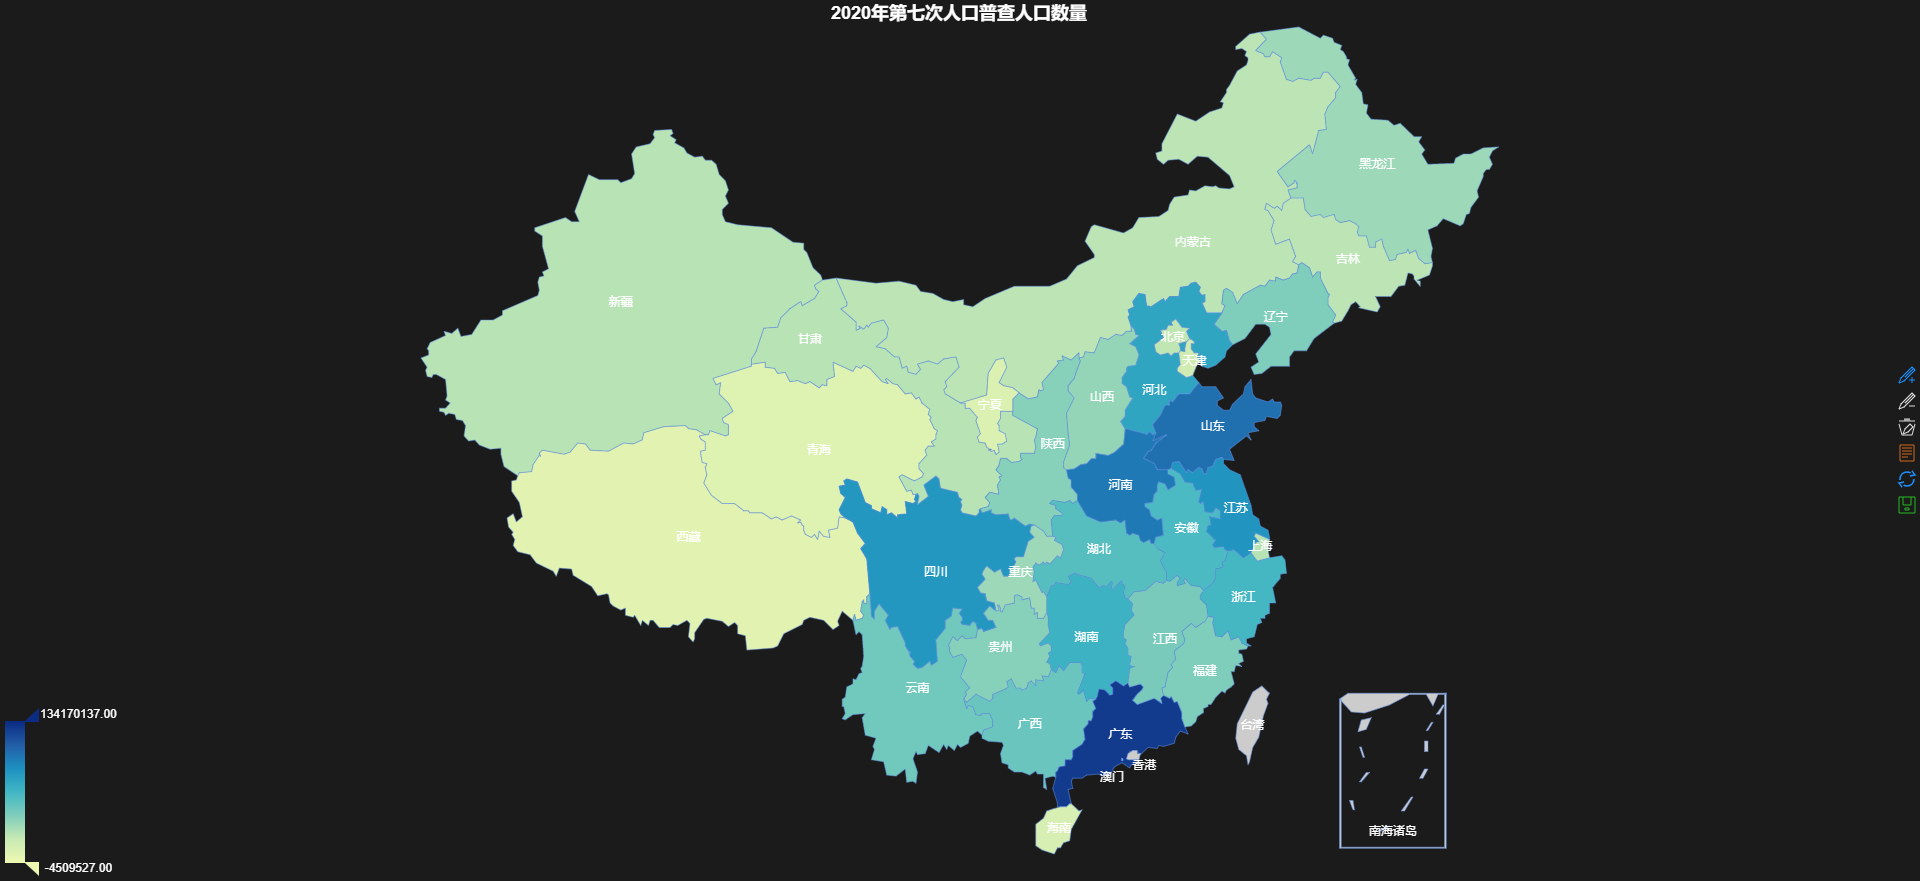 2020年第七次人口普查人口数量
黑龙江
内蒙古
吉林
新疆
辽宁
北京
甘肃
天津
河北
山西
宁夏
山东
陕西
青海
河南
江苏
安徽
西藏
上海
湖北
四川
重庆
浙江
湖南
江西
贵州
福建
云南
134170137.00
广西
台湾
广东
香港
澳门
海南
南海诸岛
-4509527.00